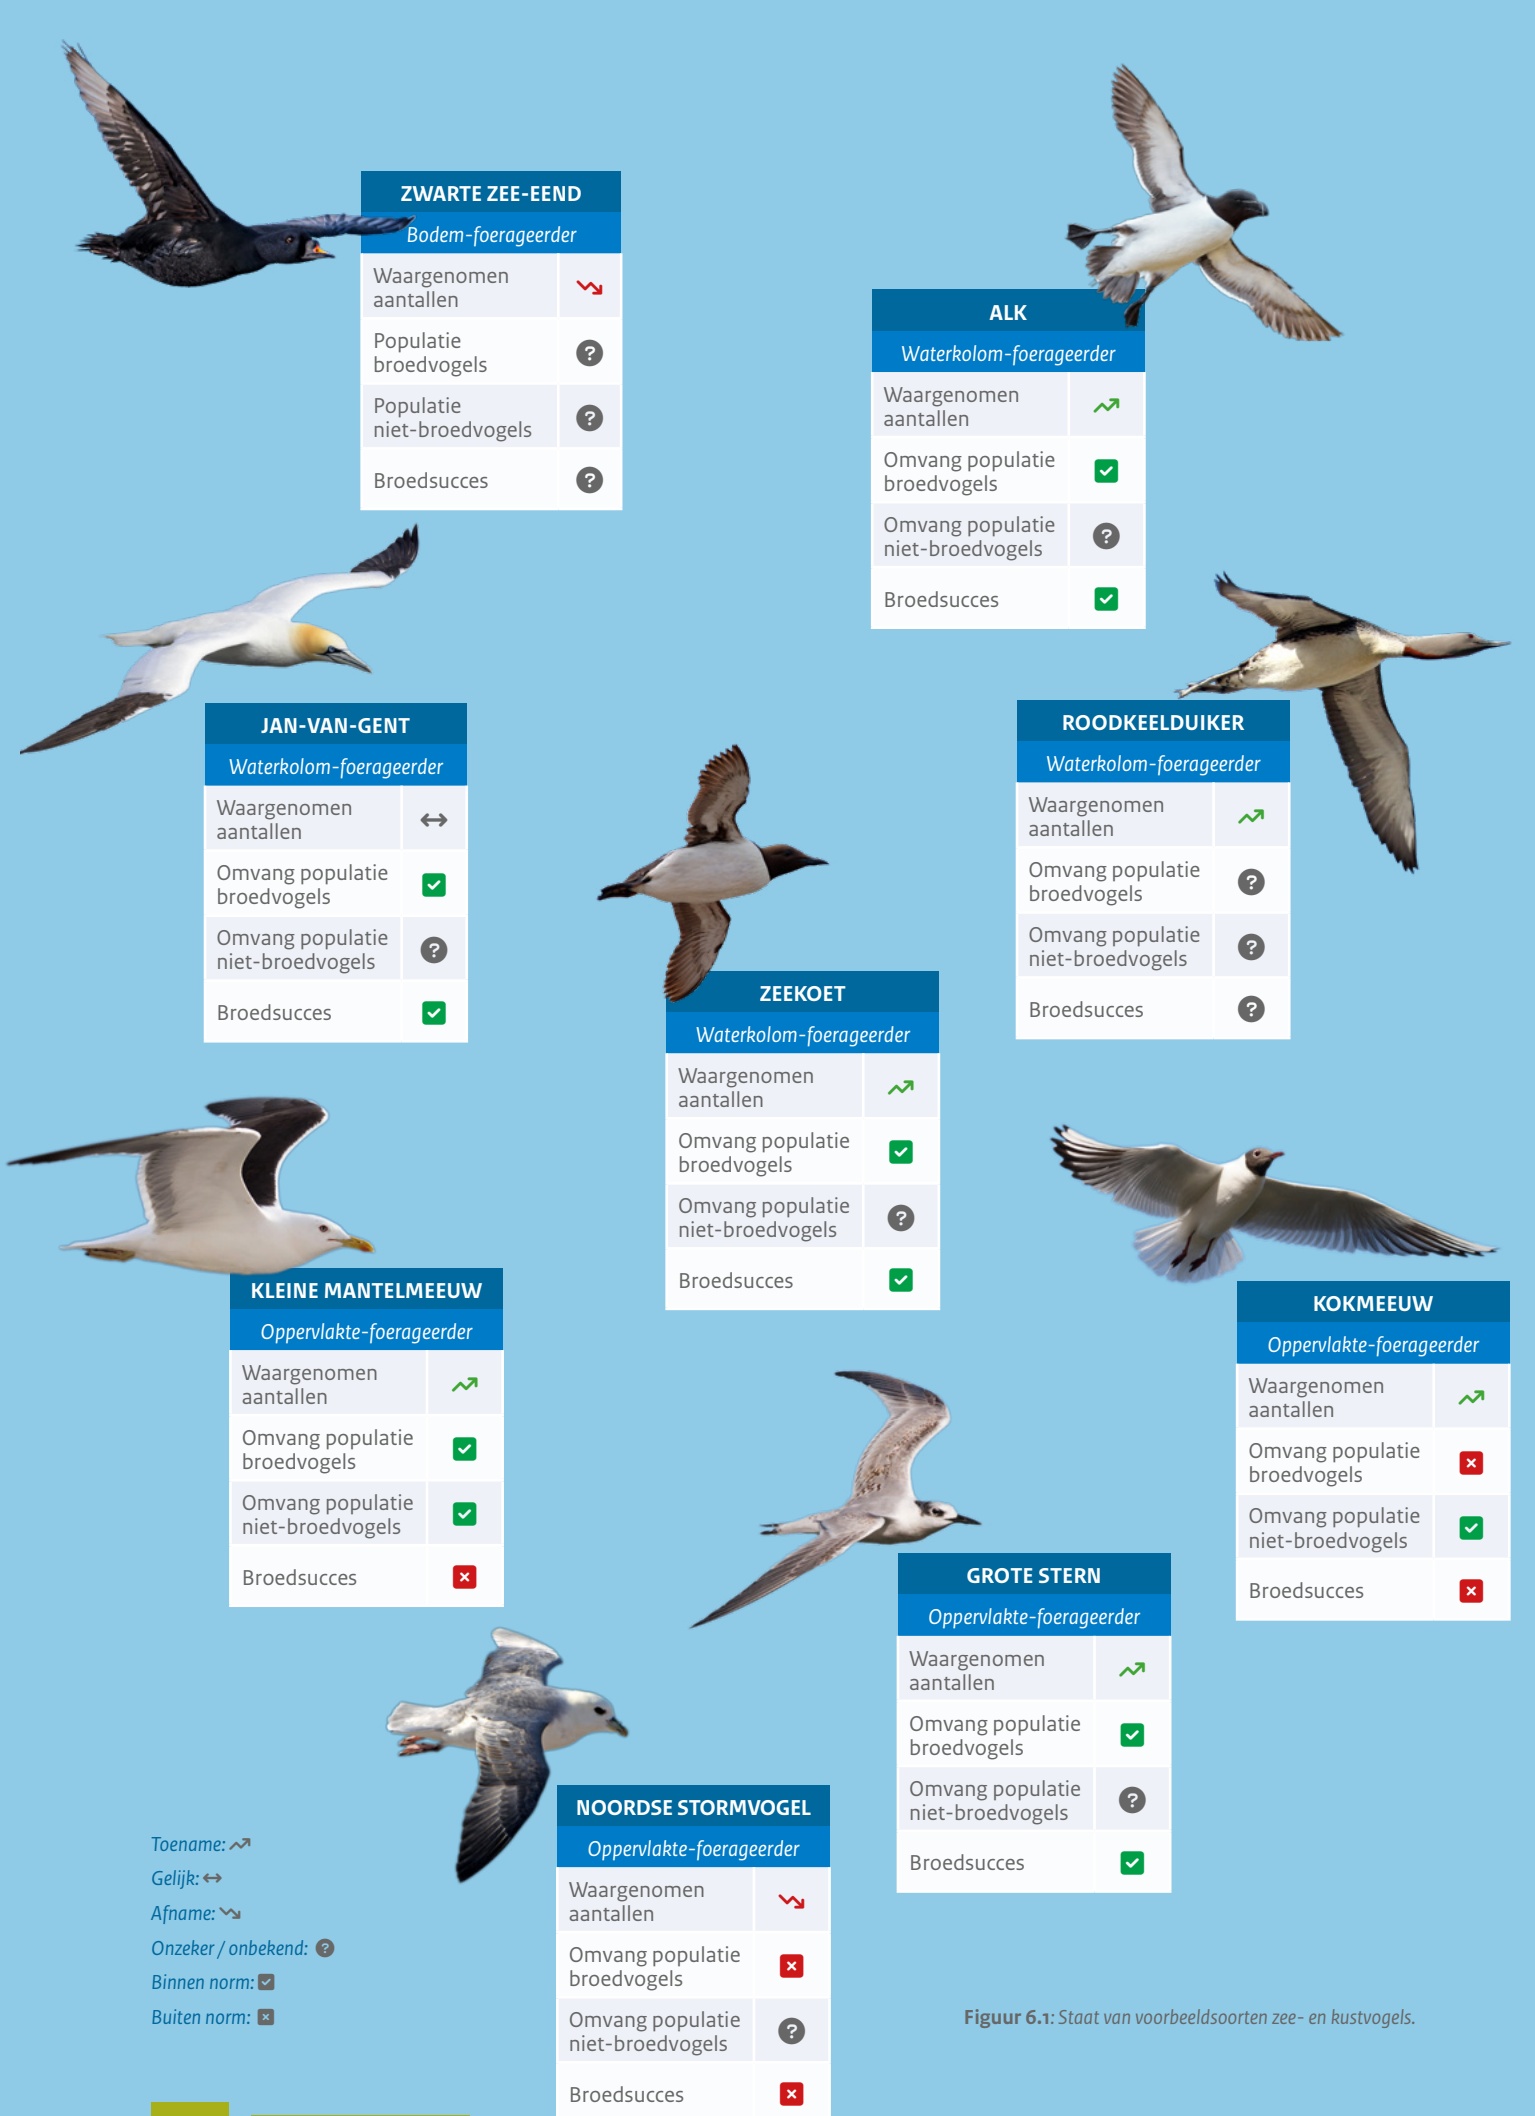 ZWARTE ZEE-EEND
Bodem-foerageerder
Waargenomen
aantallen
Populatie
broedvogels
Populatie
niet-broedvogels
Broedsucces
ALK
Waterkolom-foerageerder
Waargenomen
aantallen
Omvang populatie
broedvogels
Omvang populatie
niet-broedvogels
Broedsucces
JAN-VAN-GENT
Waterkolom-foerageerder
Waargenomen
aantallen
Omvang populatie
broedvogels
Omvang populatie
niet-broedvogels
Broedsucces
ROODKEELDUIKER
Waterkolom-foerageerder
Waargenomen
aantallen
Omvang populatie
broedvogels
Omvang populatie
niet-broedvogels
Broedsucces
ZEEKOET
Waterkolom-foerageerder
Waargenomen
aantallen
Omvang populatie
broedvogels
Omvang populatie
niet-broedvogels
Broedsucces
KLEINE MANTELMEEUW
Oppervlakte-foerageerder
Waargenomen
aantallen
Omvang populatie
broedvogels
Omvang populatie
niet-broedvogels
Broedsucces
KOKMEEUW
Oppervlakte-foerageerder
Waargenomen
aantallen
Omvang populatie
broedvogels
Omvang populatie
niet-broedvogels
Broedsucces
GROTE STERN
Oppervlakte-foerageerder
Waargenomen
aantallen
Omvang populatie
broedvogels
Omvang populatie
niet-broedvogels
Broedsucces
NOORDSE STORMVOGEL
Oppervlakte-foerageerder
Waargenomen
aantallen
Omvang populatie
broedvogels
Omvang populatie
niet-broedvogels
Broedsucces
Toename:
Gelijk:
Afname:
Onzeker / onbekend:
Binnen norm:
Buiten norm:
Figuur 6.1: Staat van voorbeeldsoorten zee- en kustvogels.